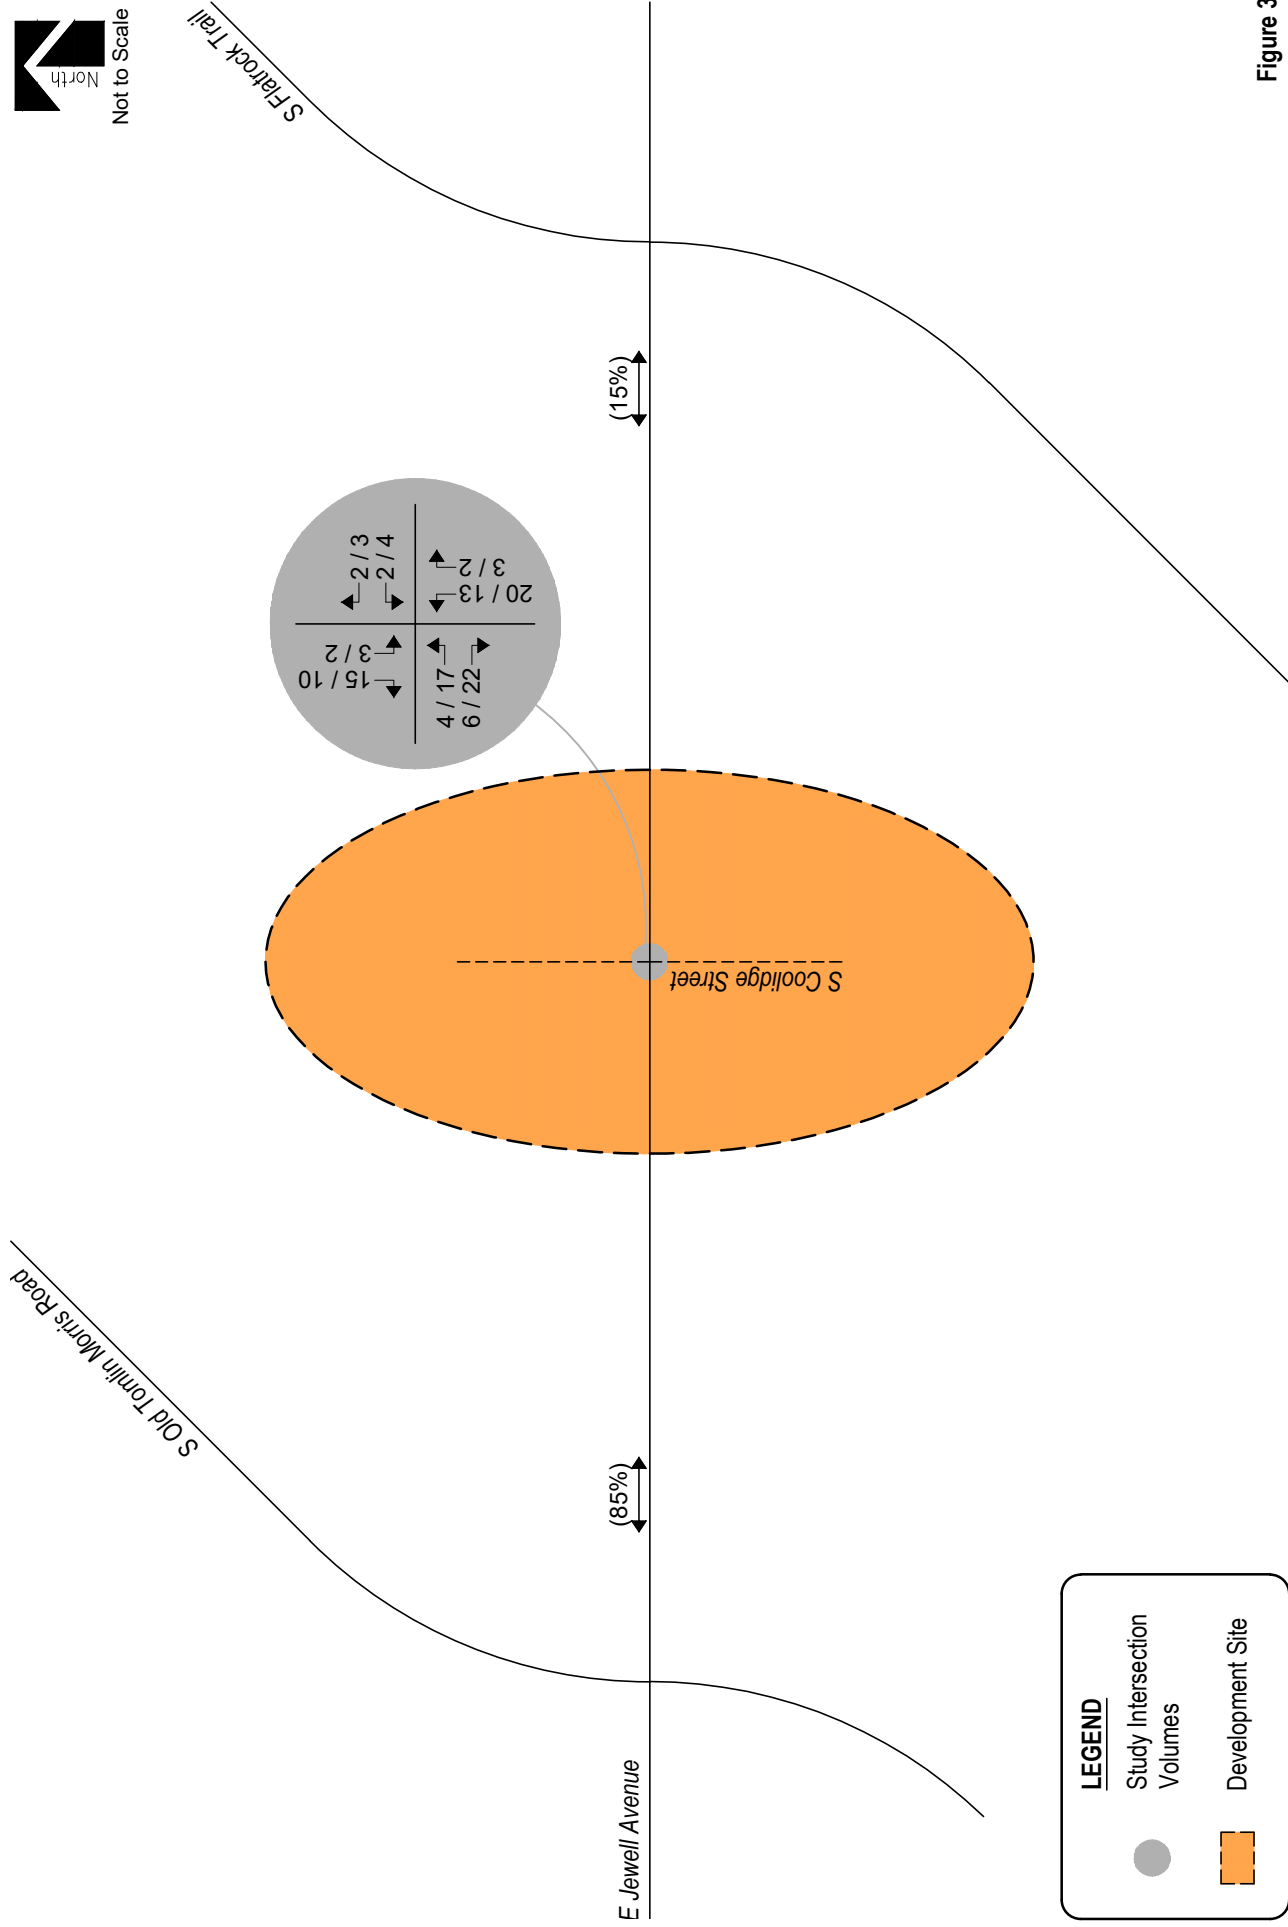 North
Not to Scale
S Flatrock Trail
S Old Tomlin Morris Road
15 / 10
3 / 2
2 / 3
2 / 4
4 / 17
6 / 22
20 / 13
3 / 2
(85%)
(15%)
E Jewell Avenue
S Coolidge Street
LEGEND
Study Intersection
Volumes
Development Site
Figure 3